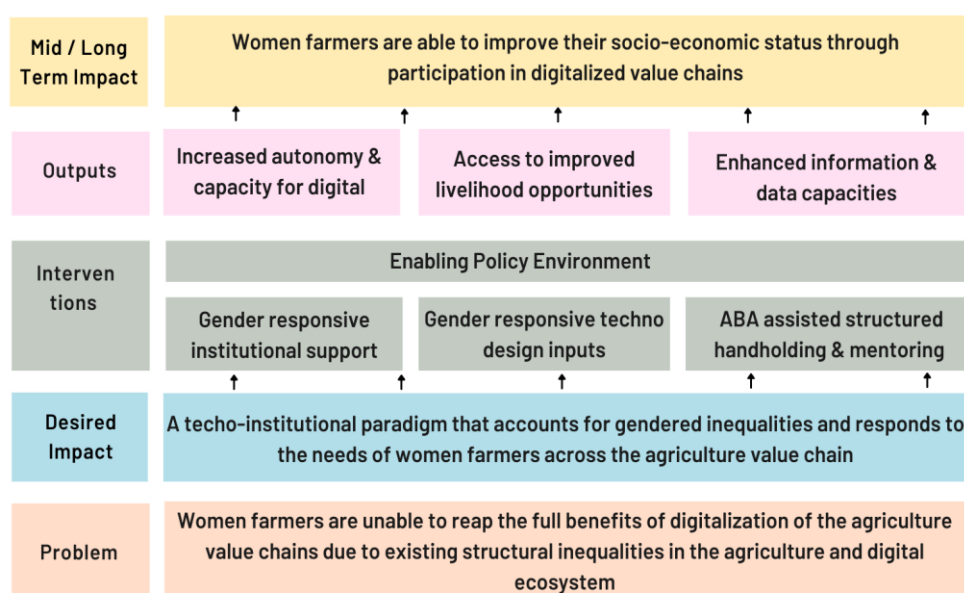 Mid / Long
Term Impact
Women farmers are able to improve their socio-economic status through
participation in digitalized value chains
Outputs
Increased autonomy &
capacity for digital
Access to improved
livelihood opportunities
Enhanced information &
data capacities
Interven
tions
Enabling Policy Environment
Gender responsive
institutional support
Gender responsive techno
design inputs
ABA assisted structured
handholding & mentoring
Desired
Impact
A techo-institutional paradigm that accounts for gendered inequalities and responds to
the needs of women farmers across the agriculture value chain
Problem
Women farmers are unable to reap the full benefits of digitalization of the agriculture
value chains due to existing structural inequalities in the agriculture and digital
ecosystem